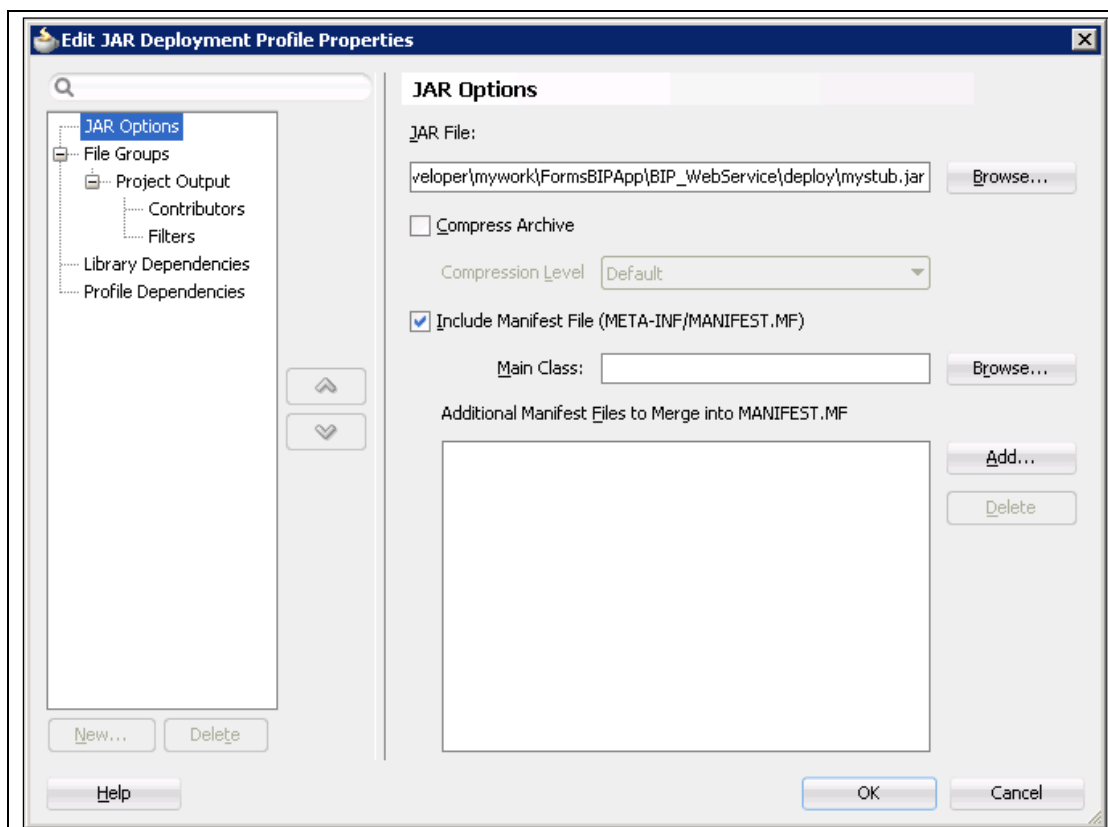 Edit JAR Deployment Profile Properties
JAR Options
File Groups
Project Output
Contributors
Filters
Library Dependencies
Profile Dependencies
New...
Delete
Help
JAR Options
JAR File:
veloper\mywork\FormsBIPApp\BIP_WebService\deploy\mystub.jar
Browse...
Compress Archive
Compression Level
Default
Include Manifest File (META-INF/MANIFEST.MF)
Main Class:
Browse...
Additional Manifest Files to Merge into MANIFEST.MF
Add...
Delete
OK
Cancel